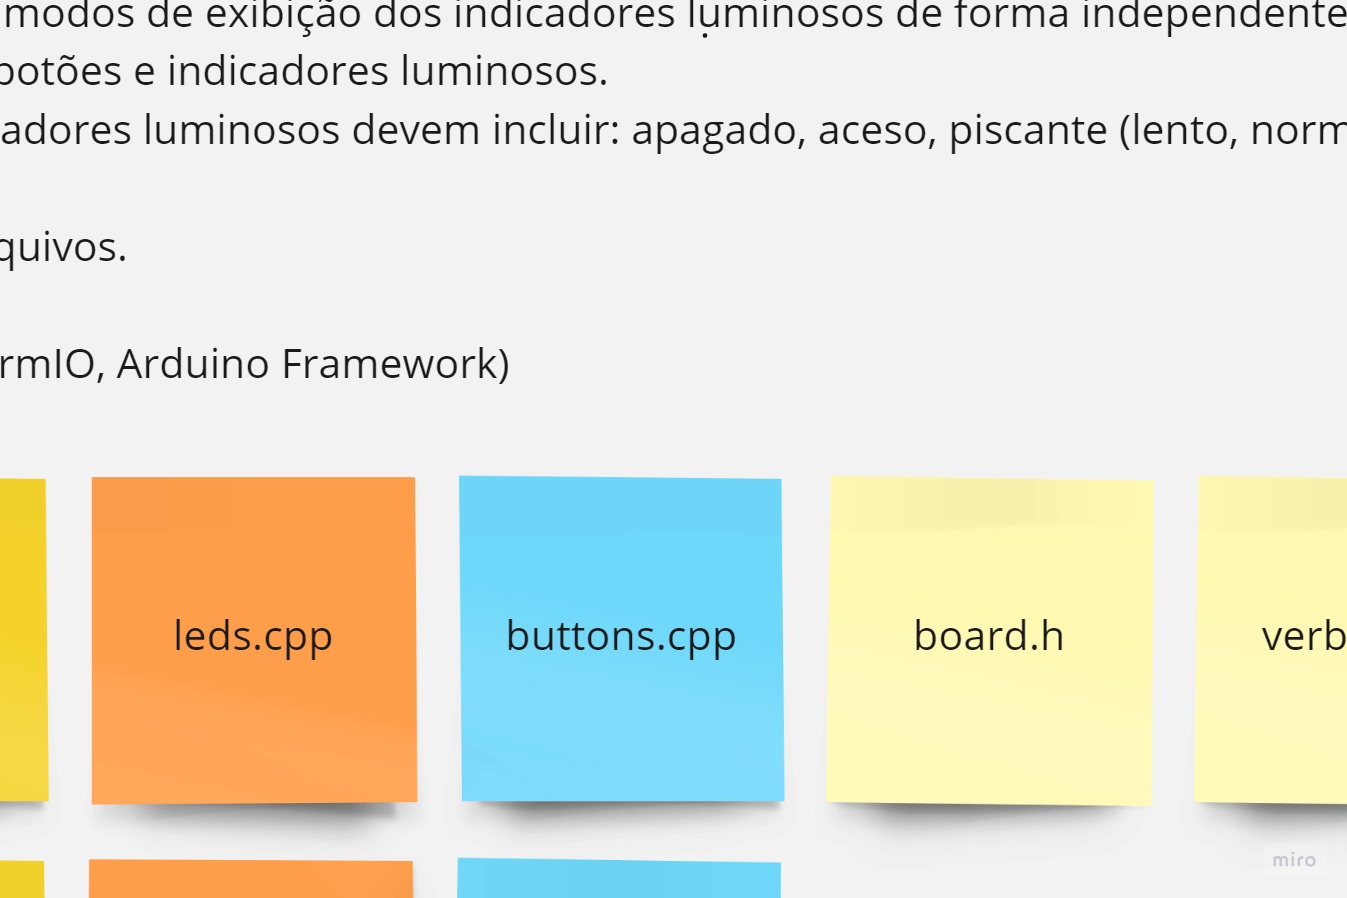 modos de exibição dos indicadores luminosos de forma independente
botões e indicadores luminosos.
adores luminosos devem incluir: apagado, aceso, piscante (lento, norm
quivos.
rmIO, Arduino Framework)
leds.cpp
buttons.cpp
board.h
verb
miro